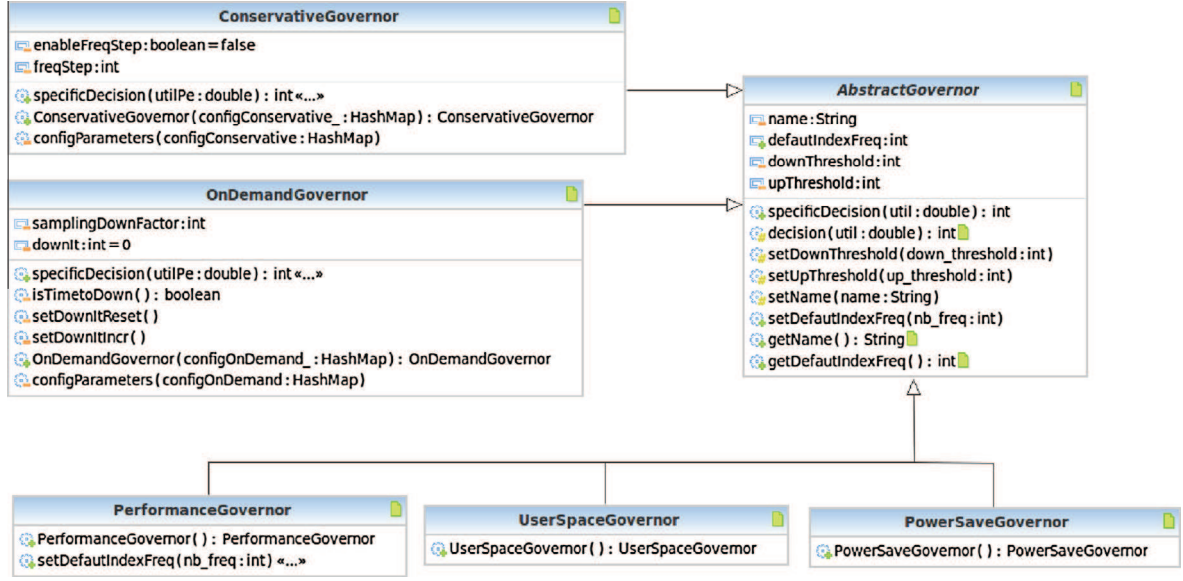 ConservativeGovernor
enableFreqStep:boolean=false
freqStep:int
specificDecision(utilPe:double): int«...»
ConservativeGovernor(configConservative_:HashMap): ConservativeGovernor
configParameters(configConservative:HashMap)
OnDemandGovernor
samplingDownFactor:int
downIt:int=0
specificDecision(utilPe:double): int«...»
isTimetoDown(): boolean
setDownItReset()
setDownItIncr()
OnDemandGovernor(configOnDemand_:HashMap): OnDemandGovernor
configParameters(configOnDemand:HashMap)
AbstractGovernor
name:String
defautIndexFreq:int
downThreshold:int
upThreshold:int
specificDecision(util:double): int
decision(util:double): int
setDownThreshold(down_threshold:int)
setUpThreshold(up_threshold:int)
setName(name:String)
setDefautIndexFreq(nb_freq:int)
getName(): String
getDefautIndexFreq(): int
PerformanceGovernor
PerformanceGovernor(): PerformanceGovernor
setDefautIndexFreq(nb_freq:int) «...»
UserSpaceGovernor
UserSpaceGovernor(): UserSpaceGovernor
PowerSaveGovernor
PowerSaveGovernor(): PowerSaveGovernor